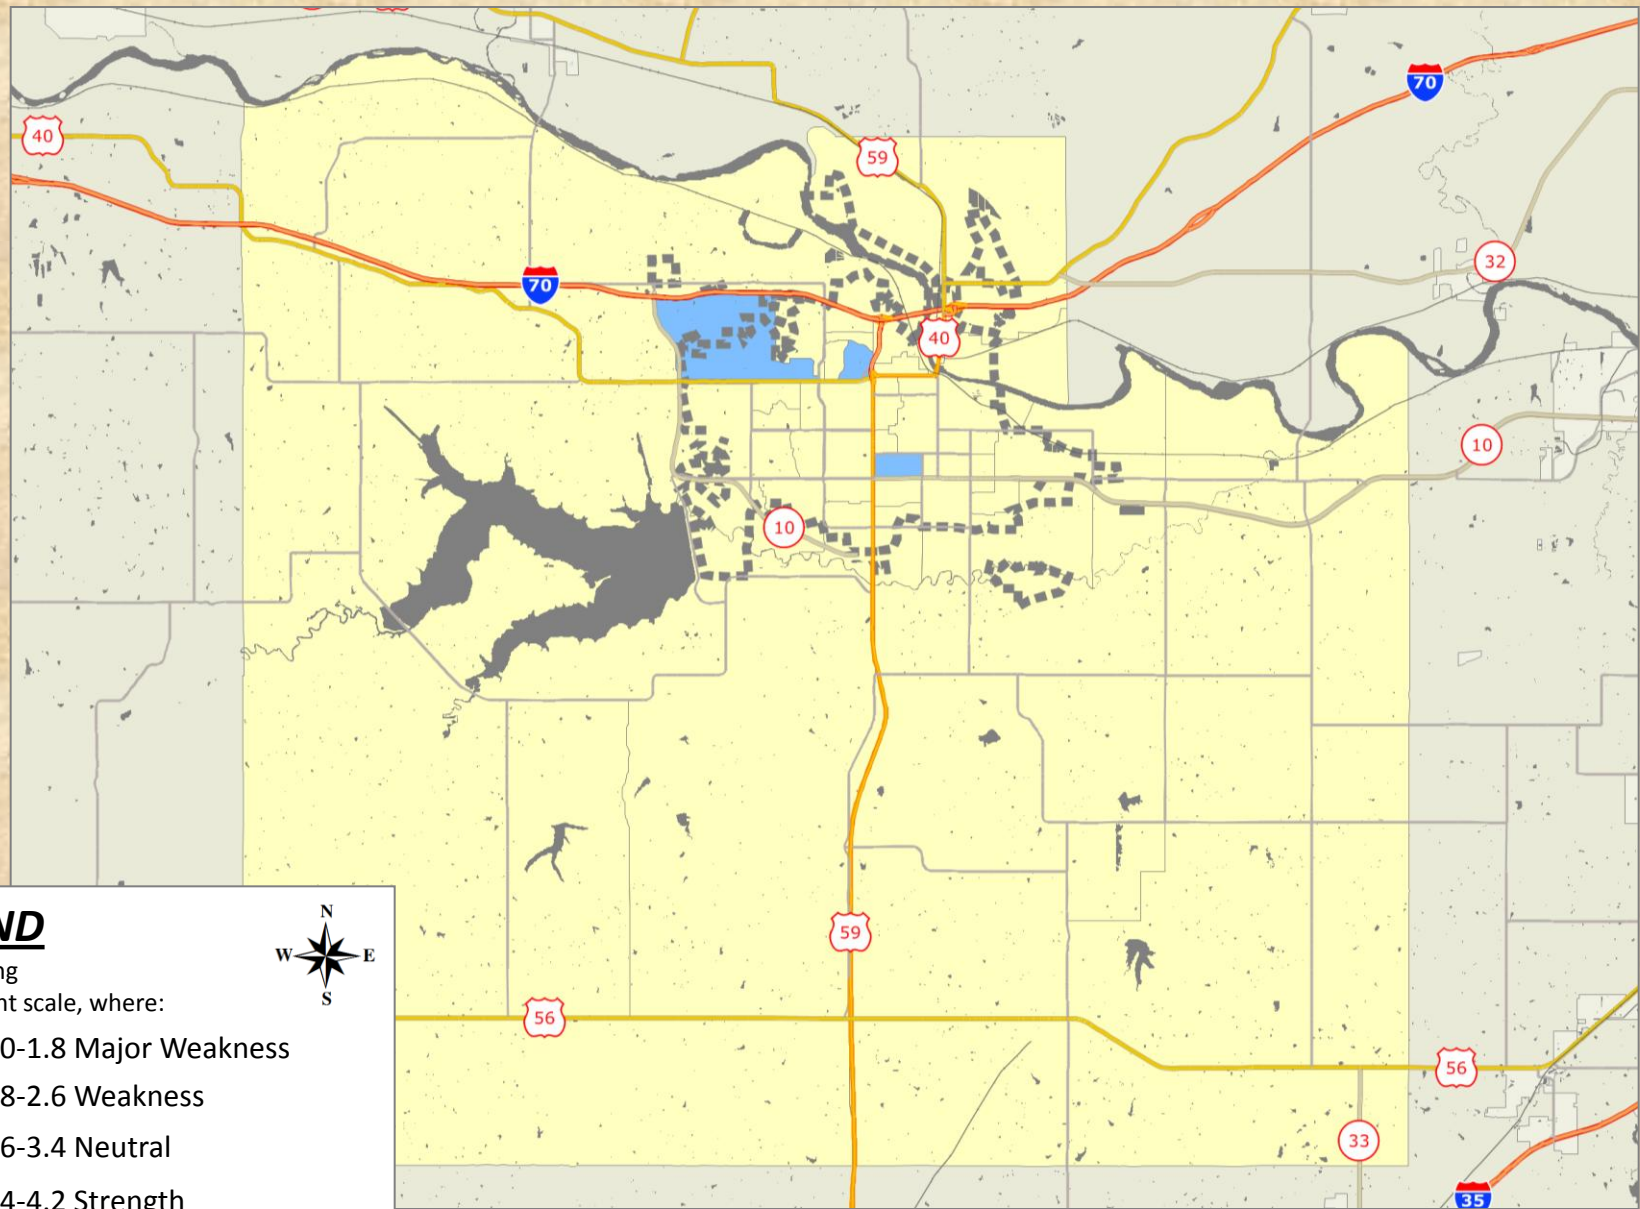 70
40
59
32
70
40
10
10
59
56
56
33
35
ND
ng
nt scale, where:
0-1.8 Major Weakness
8-2.6 Weakness
6-3.4 Neutral
4-4.2 Strength
N
W E
S